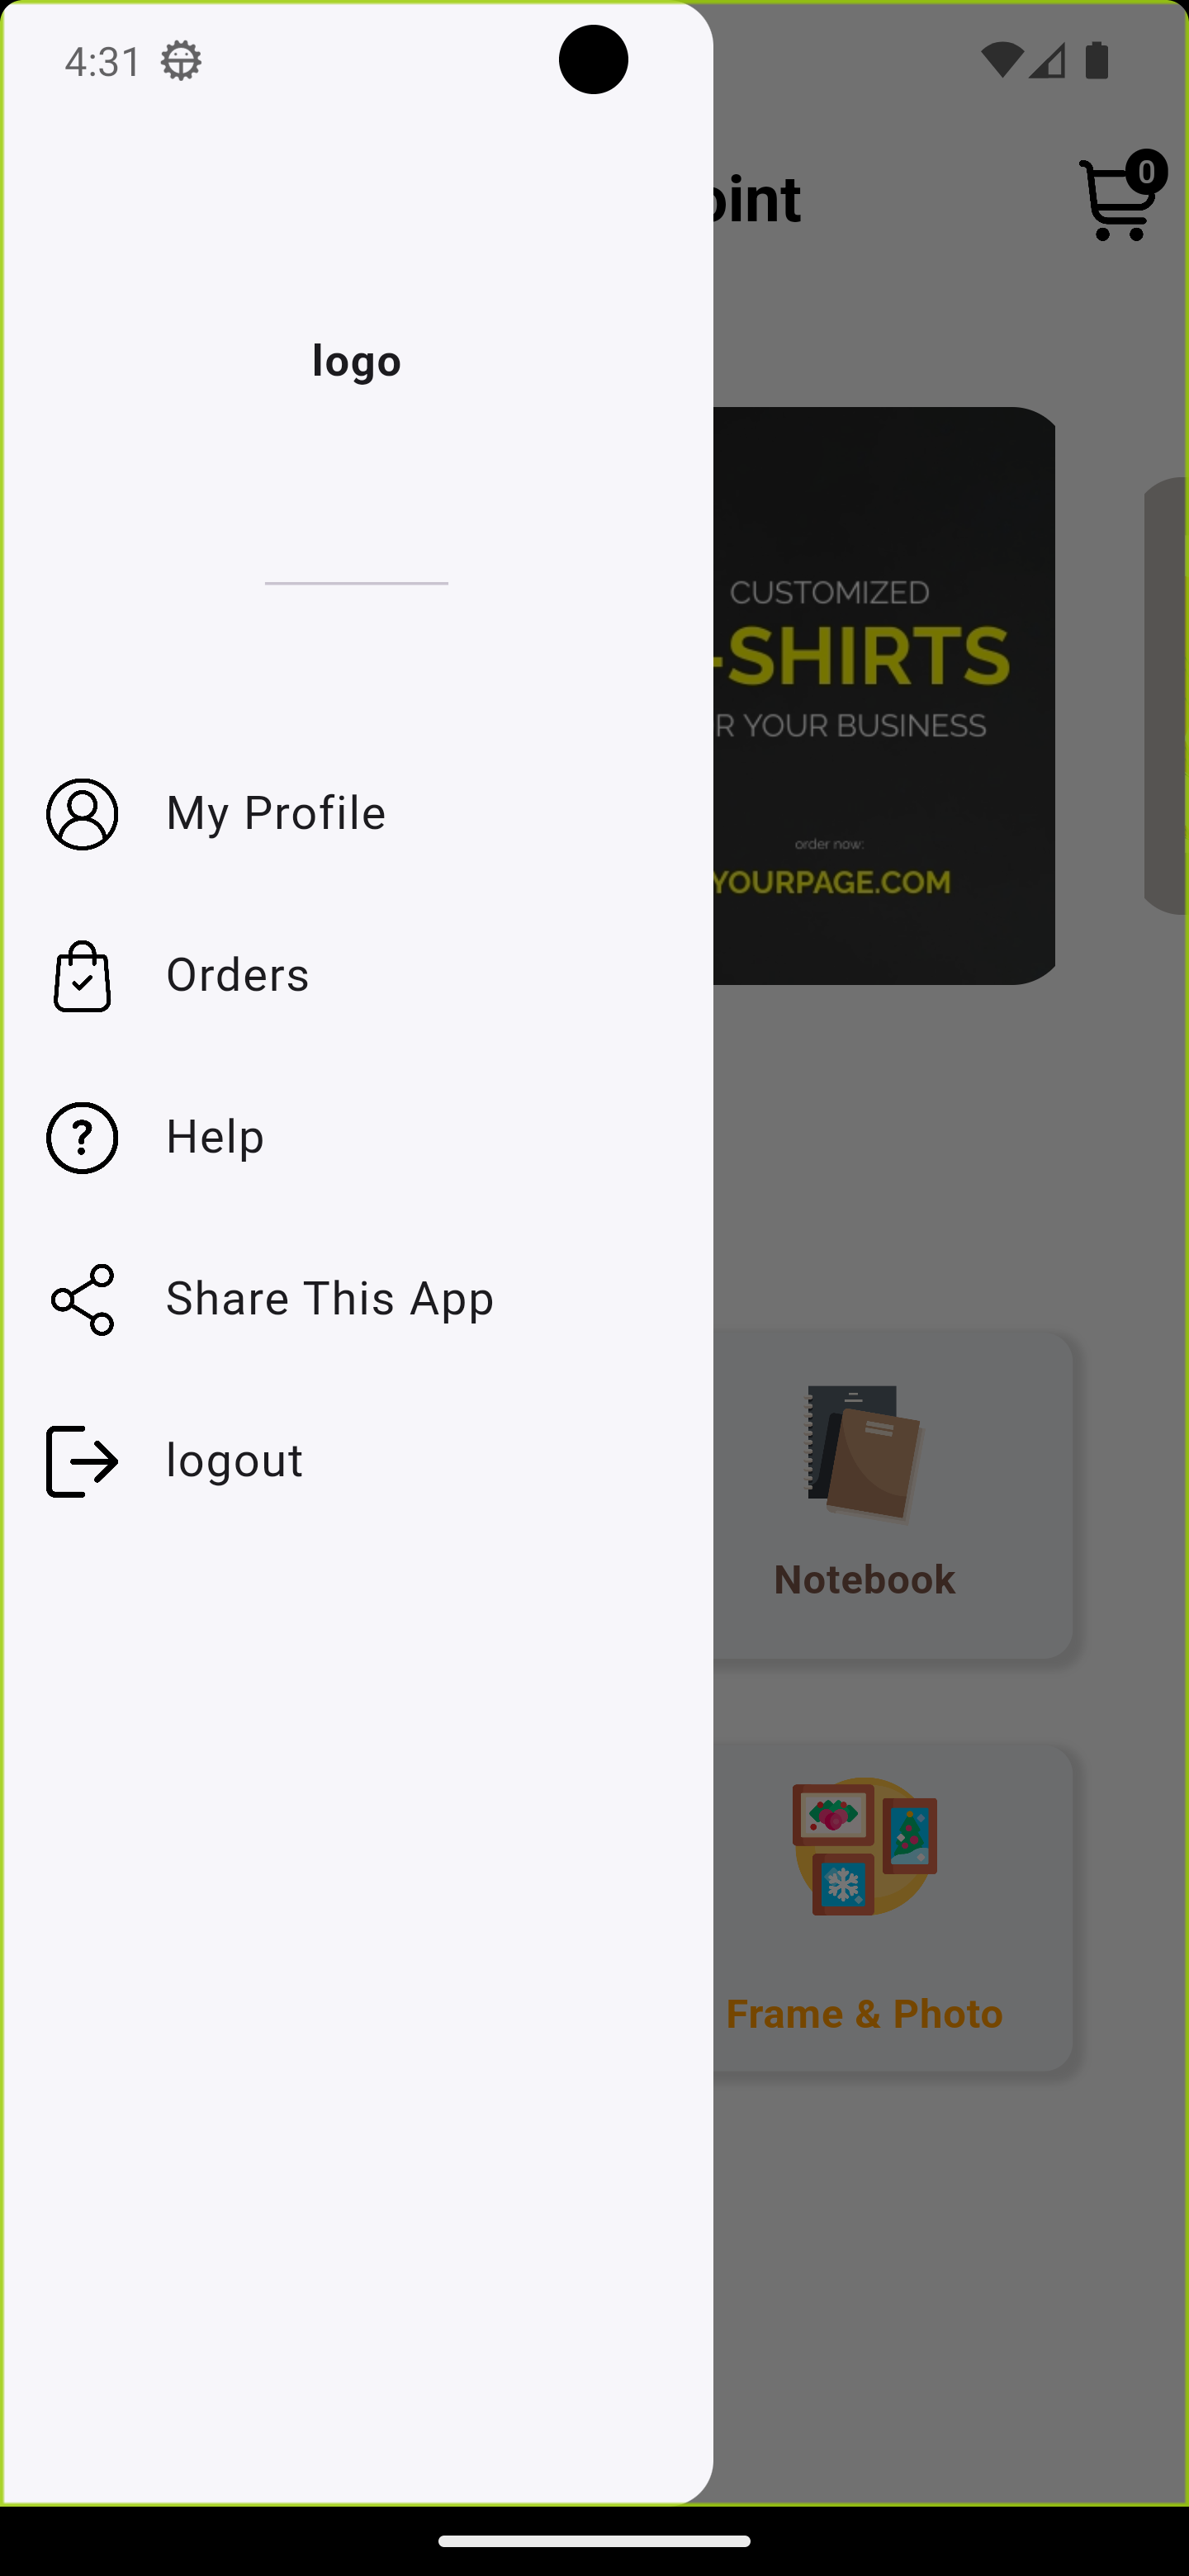 4:31
oint
0
logo
CUSTOMIZED
-SHIRTS
R YOUR BUSINESS
My Profile
order now:
YOURPAGE.COM
Orders
Help
Share This App
logout
Notebook
Frame & Photo